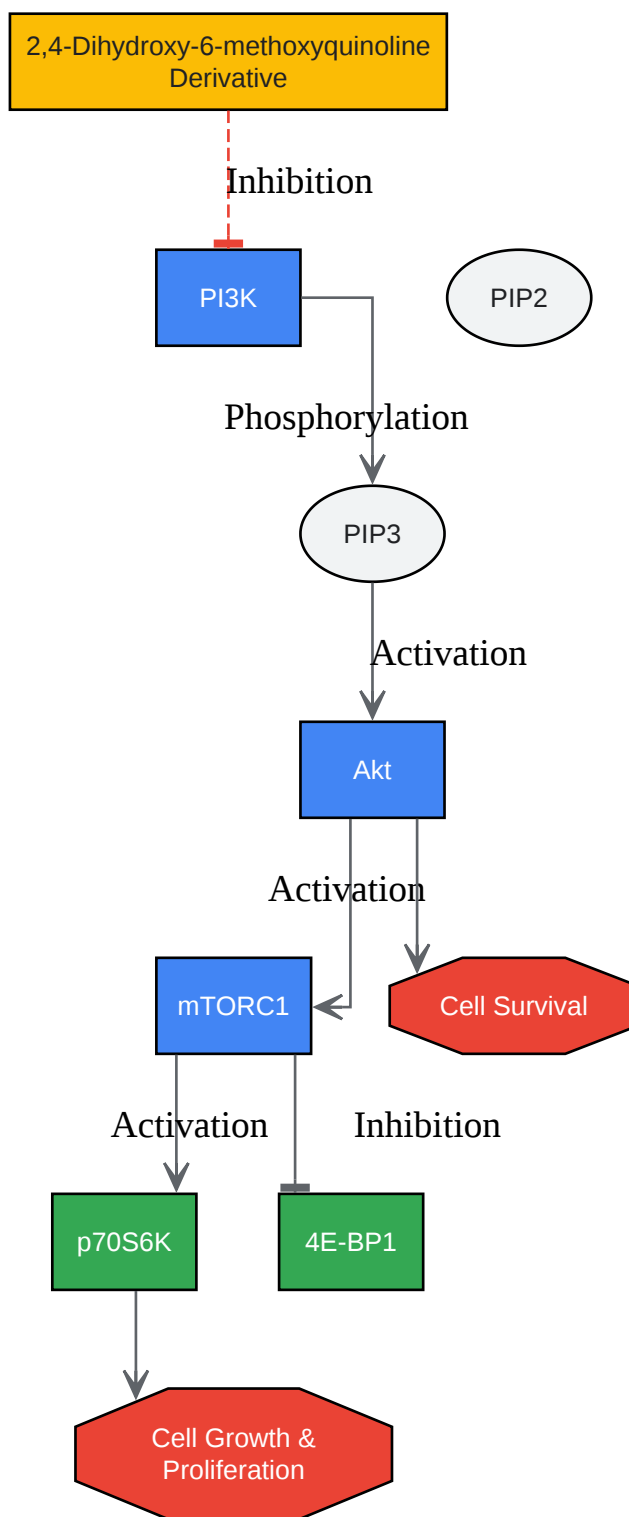 2,4-Dihydroxy-6-methoxyquinoline
Derivative
Inhibition
PI3K
PIP2
Phosphorylation
PIP3
Activation
Akt
Activation
mTORC1
Cell Survival
Activation
Inhibition
p70S6K
4E-BP1
Cell Growth &
Proliferation